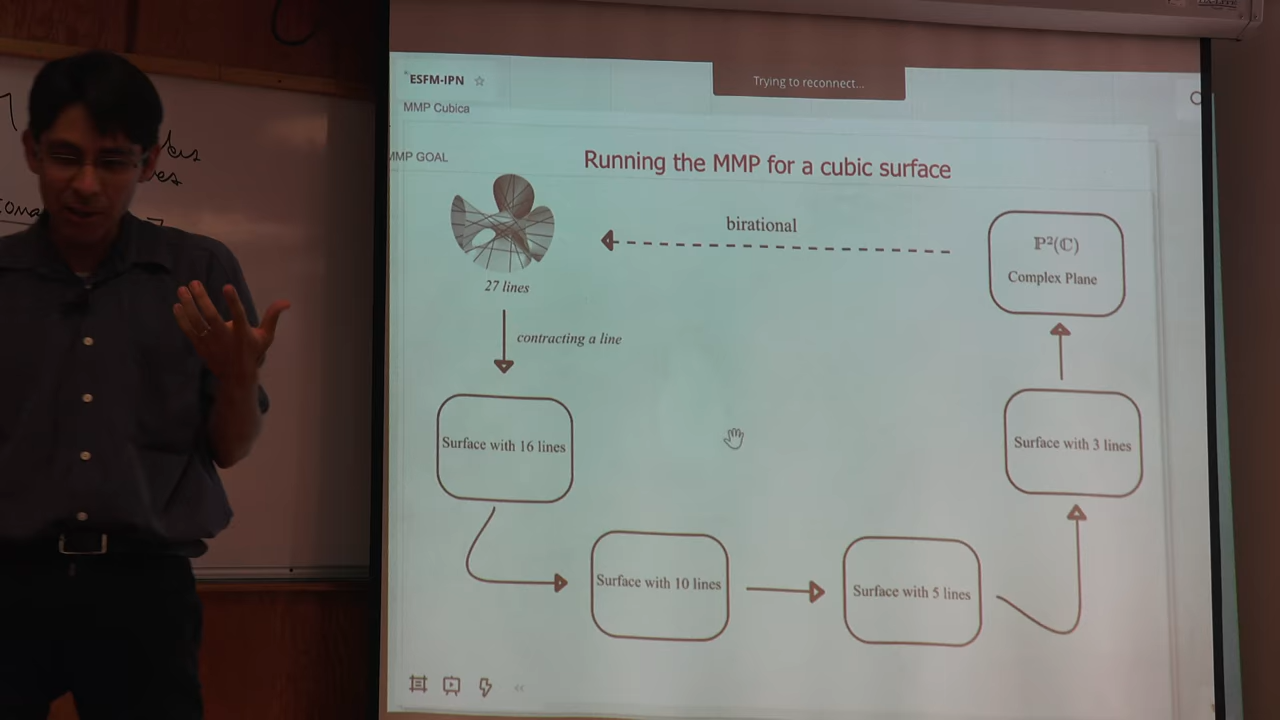 ESFM-IPN
Trying to reconnect...
MMP Cubica
MMP GOAL
Running the MMP for a cubic surface
birational
ℙ²(ℂ)
Complex Plane
27 lines
contracting a line
Surface with 16 lines
Surface with 3 lines
Surface with 10 lines
Surface with 5 lines